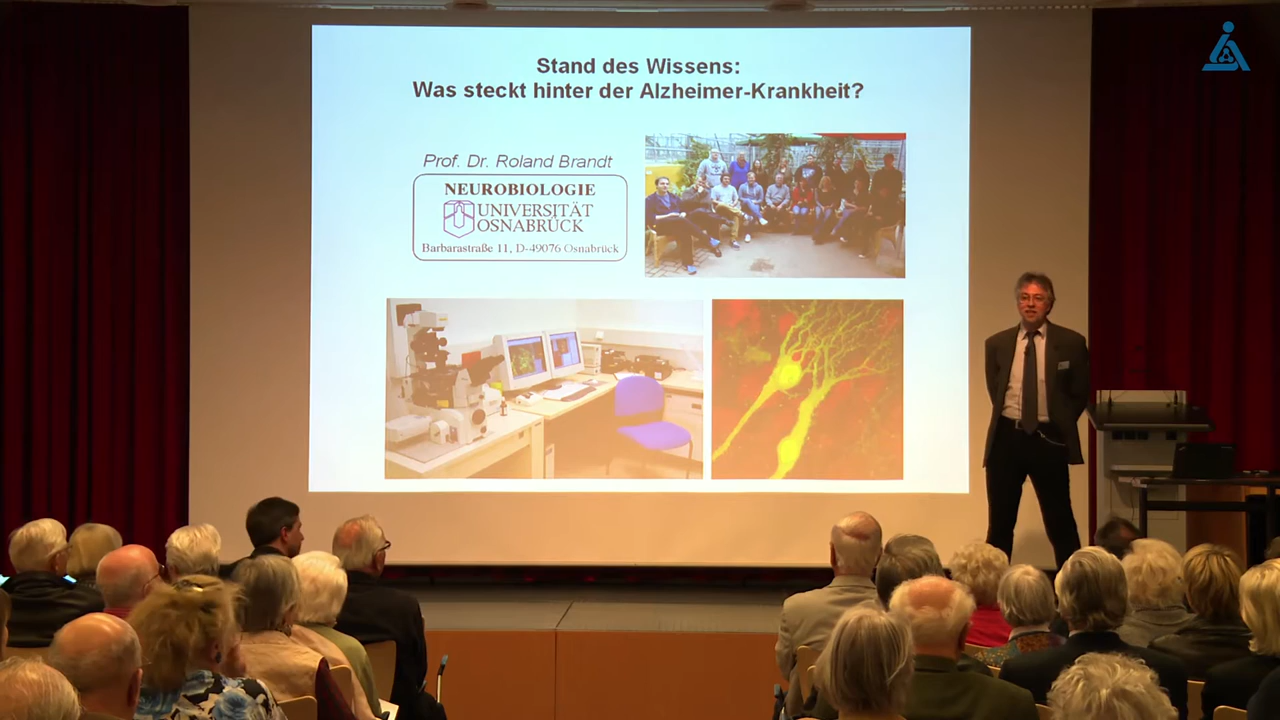 Stand des Wissens:
Was steckt hinter der Alzheimer-Krankheit?
Prof. Dr. Roland Brandt
NEUROBIOLOGIE
UNIVERSITÄT
OSNABRÜCK
Barbarastraße 11, D-49076 Osnabrück